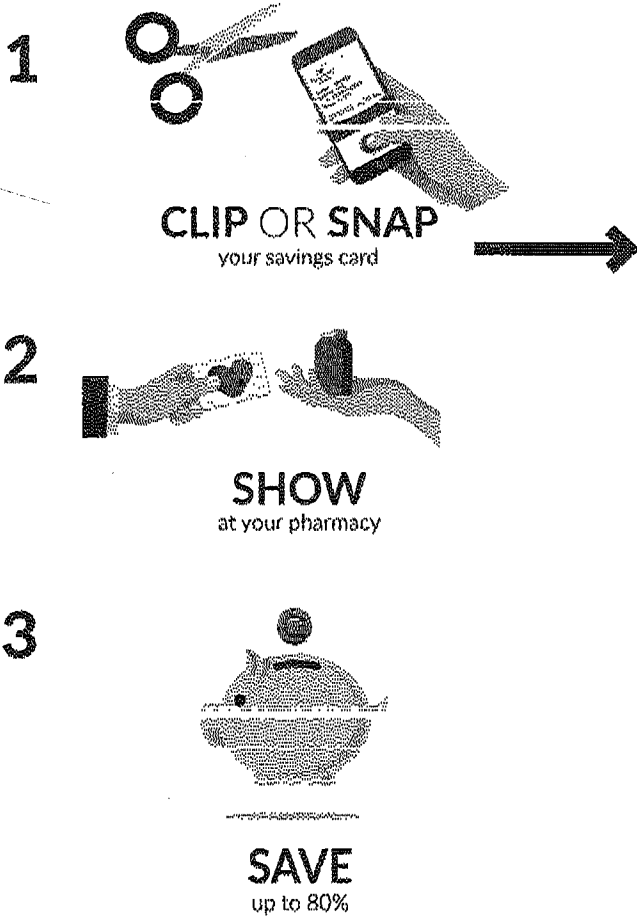 1
CLIP OR SNAP
your savings card
2
SHOW
at your pharmacy
3
SAVE
up to 80%